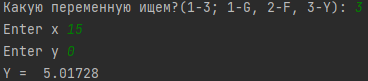 Какую переменную ищем?(1-3; 1-G, 2-F, 3-Y): 3
Enter x 15
Enter y 0
Y =  5.01728